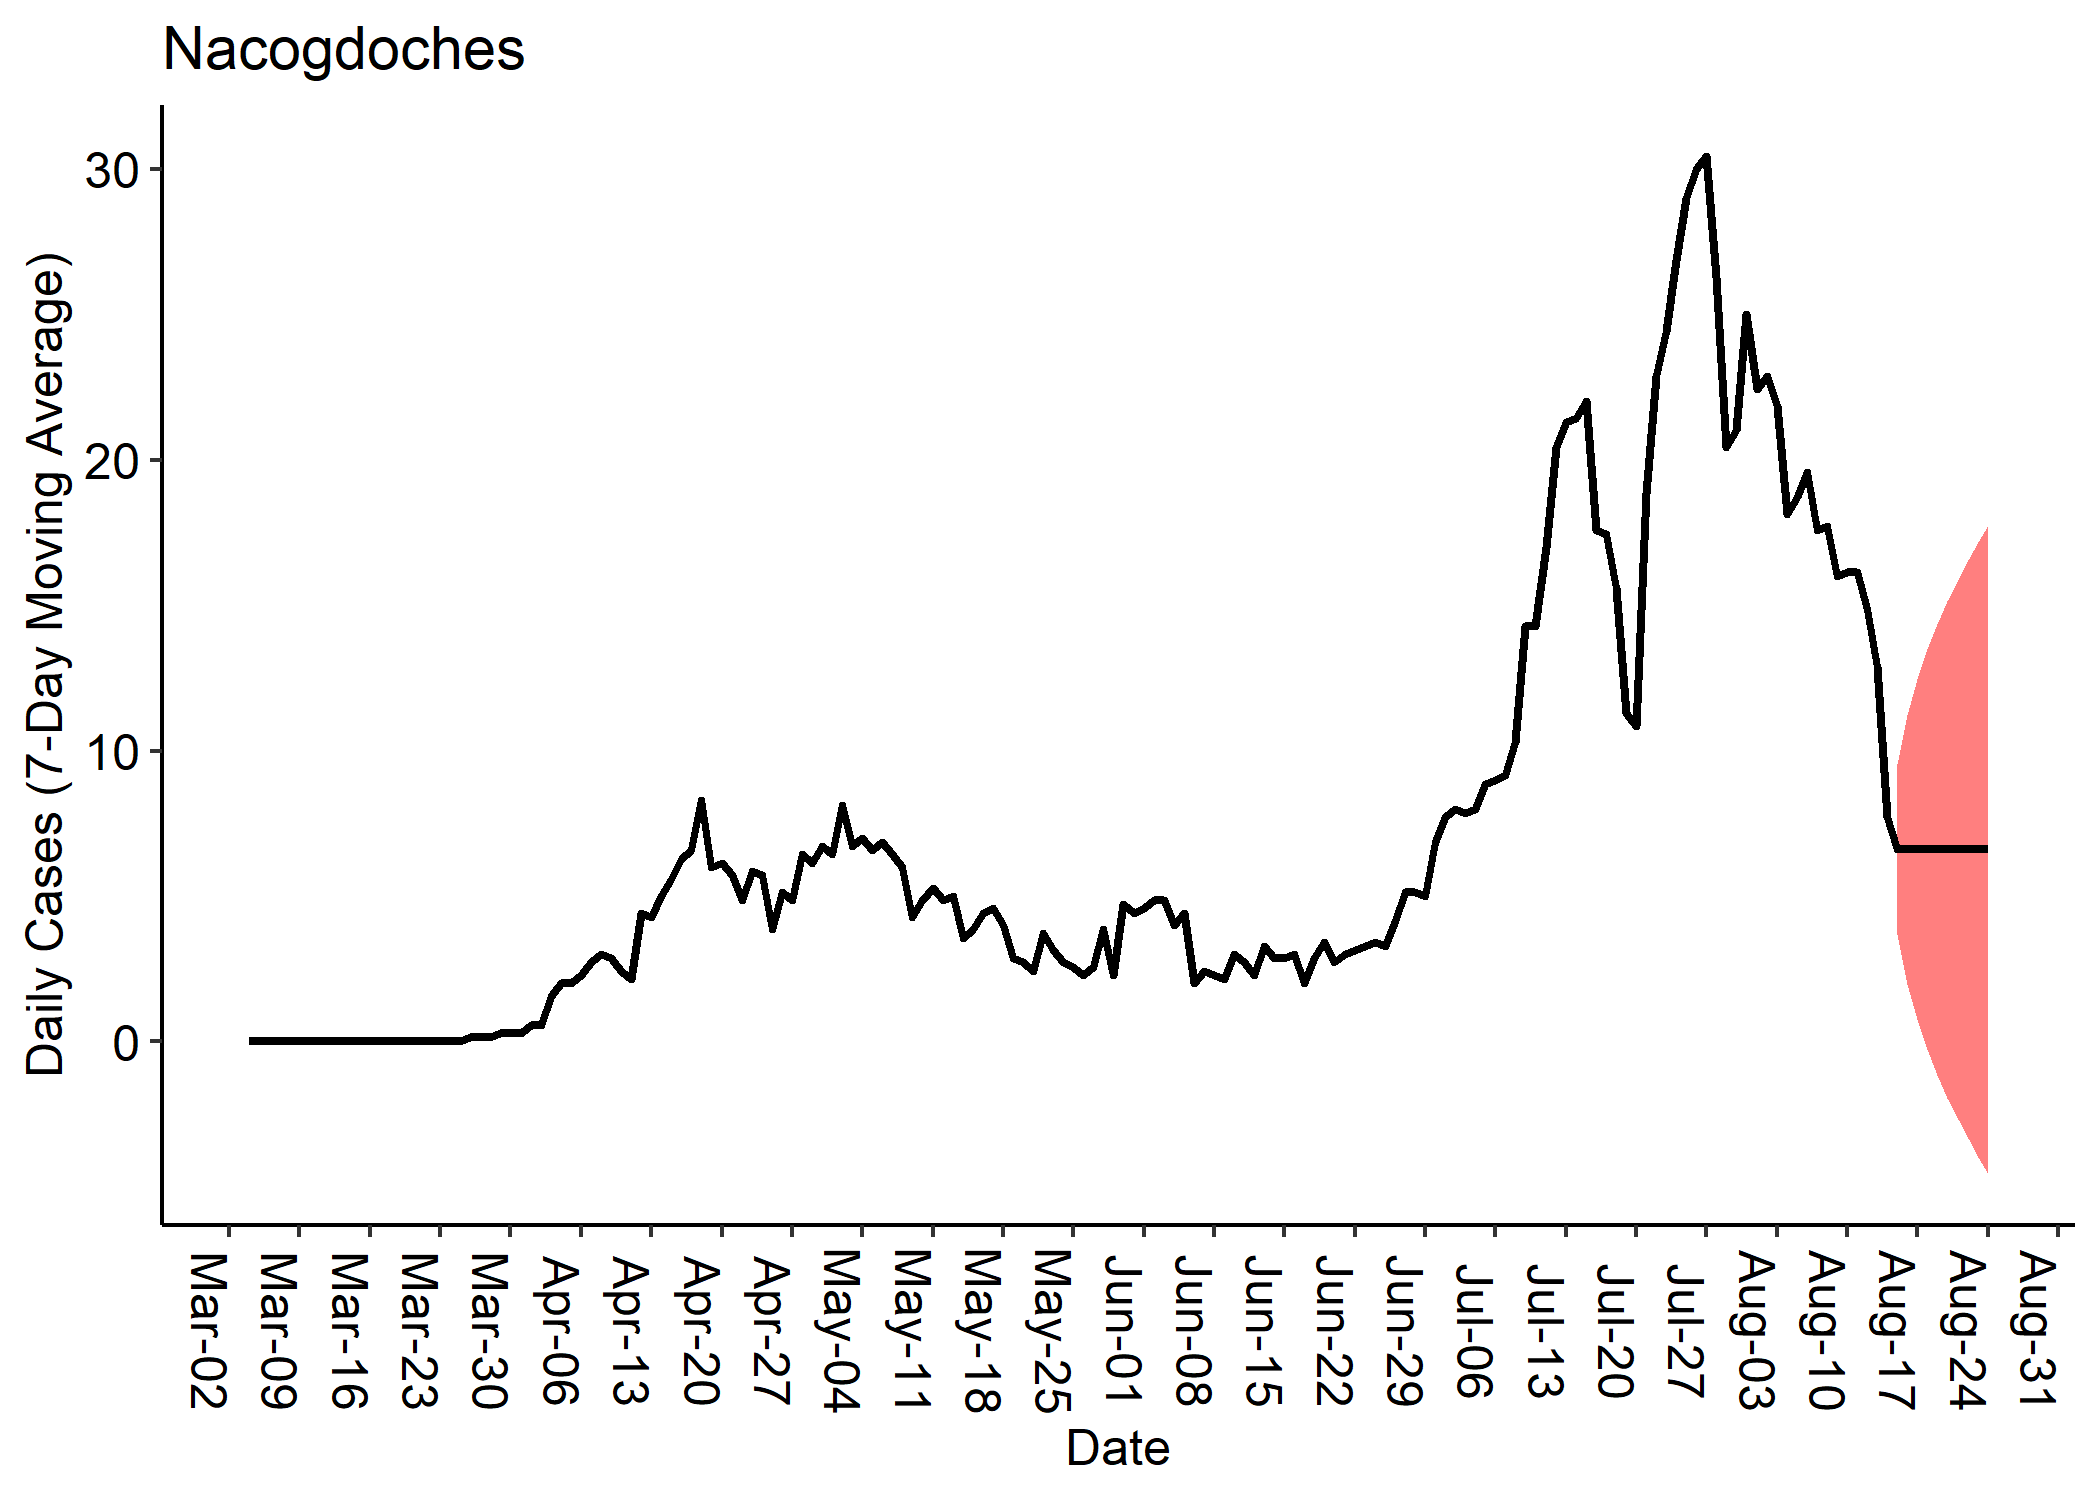 Nacogdoches
Daily Cases (7-Day Moving Average)
30
20
10
0
Mar-02
Mar-09
Mar-16
Mar-23
Mar-30
Apr-06
Apr-13
Apr-20
Apr-27
May-04
May-11
May-18
May-25
Jun-01
Jun-08
Jun-15
Jun-22
Jun-29
Jul-06
Jul-13
Jul-20
Jul-27
Aug-03
Aug-10
Aug-17
Aug-24
Aug-31
Date